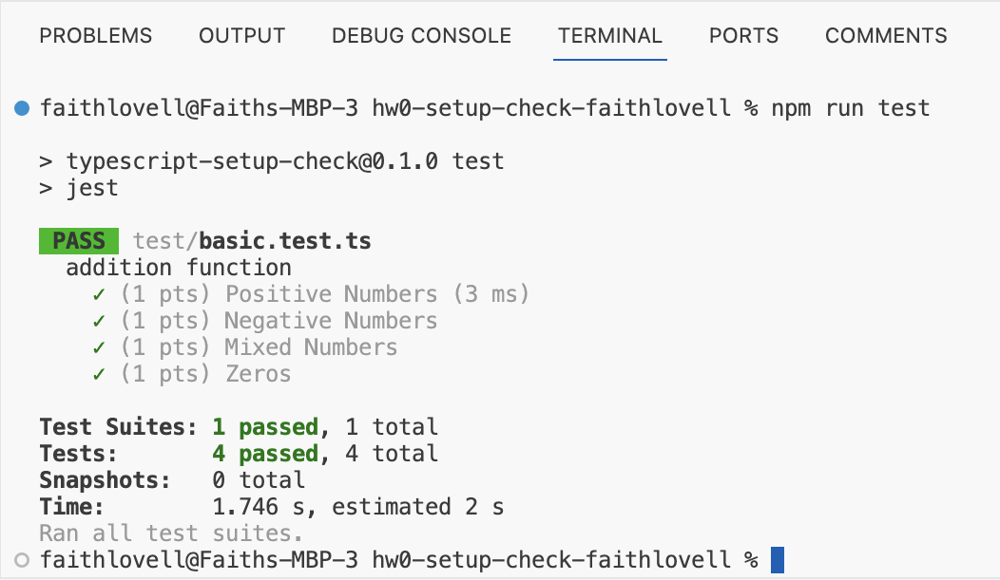 PROBLEMS OUTPUT DEBUG CONSOLE TERMINAL PORTS COMMENTS
faithlovell@Faiths-MBP-3 hw0-setup-check-faithlovell % npm run test
> typescript-setup-check@0.1.0 test
> jest
PASS test/basic.test.ts
addition function
✓ (1 pts) Positive Numbers (3 ms)
✓ (1 pts) Negative Numbers
✓ (1 pts) Mixed Numbers
✓ (1 pts) Zeros
Test Suites: 1 passed, 1 total
Tests: 4 passed, 4 total
Snapshots: 0 total
Time: 1.746 s, estimated 2 s
Ran all test suites.
faithlovell@Faiths-MBP-3 hw0-setup-check-faithlovell %